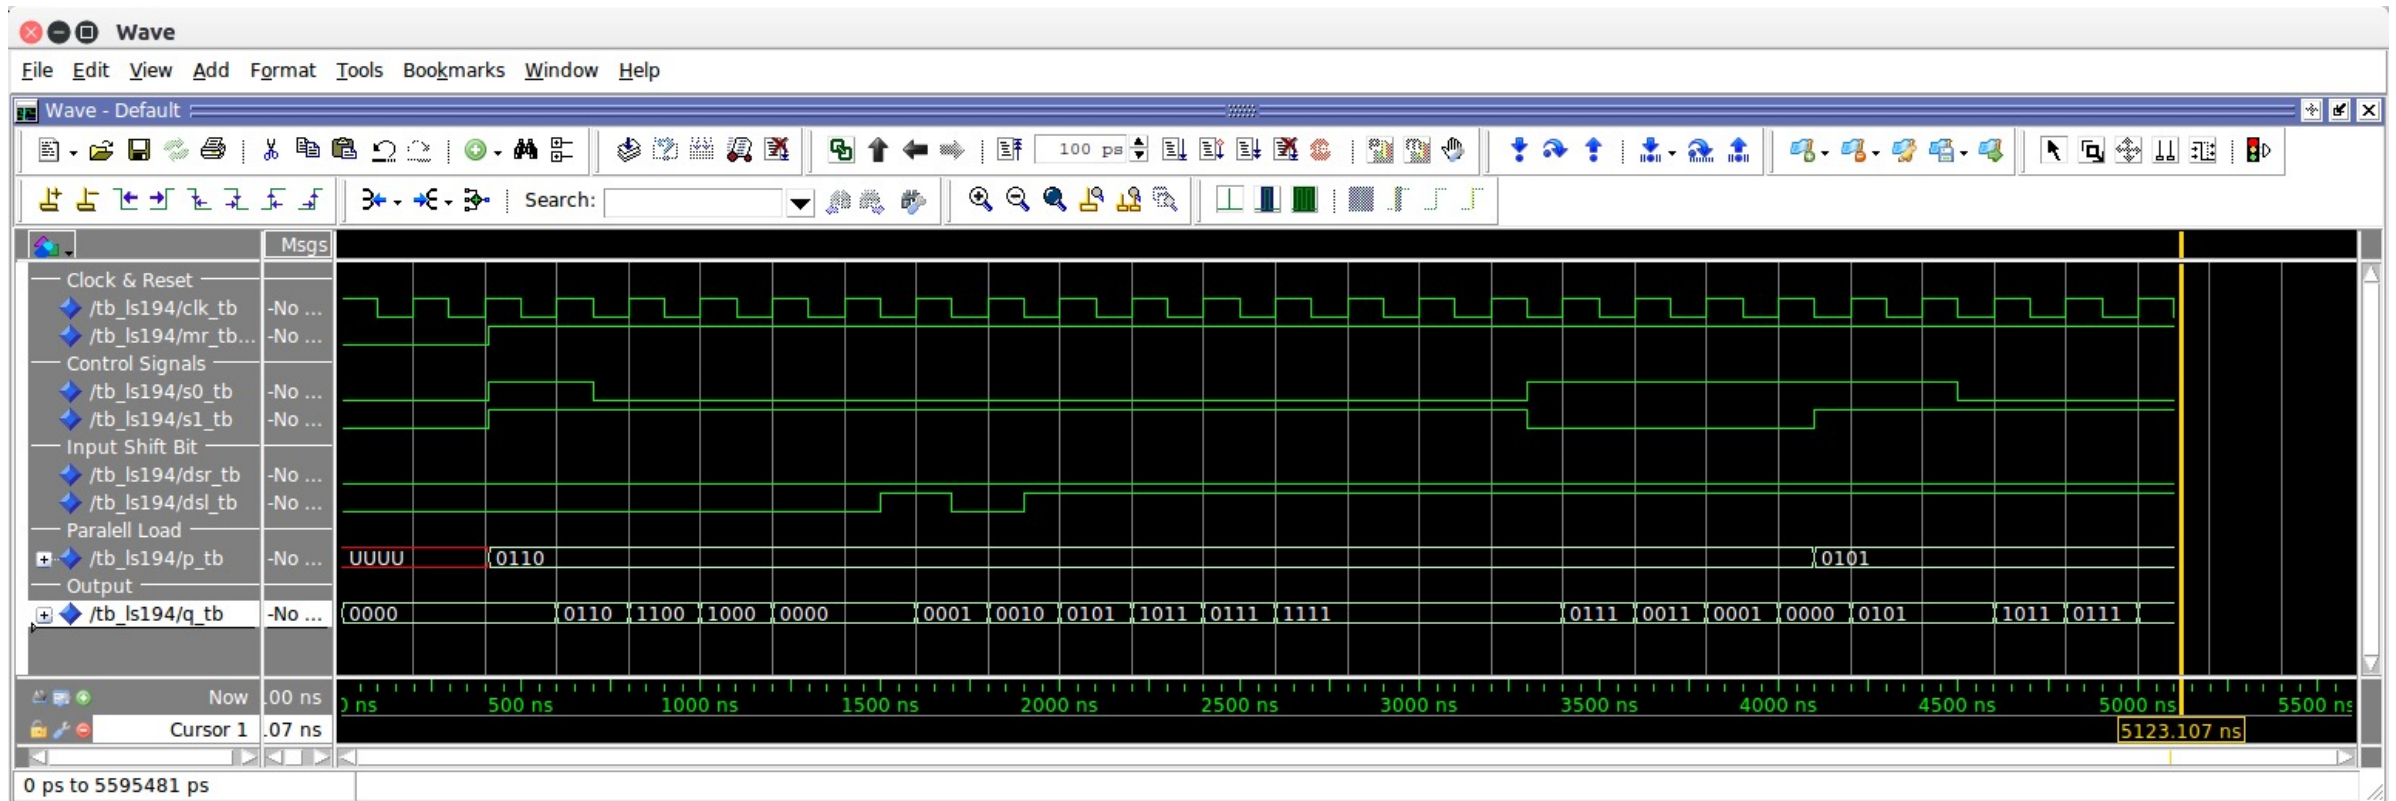 Wave
File Edit View Add Format Tools Bookmarks Window Help
Wave - Default
100 ps
Search:
Msgs
Clock & Reset
/tb_ls194/clk_tb -No ...
/tb_ls194/mr_tb... -No ...
Control Signals
/tb_ls194/s0_tb -No ...
/tb_ls194/s1_tb -No ...
Input Shift Bit
/tb_ls194/dsr_tb -No ...
/tb_ls194/dsl_tb -No ...
Paralell Load
/tb_ls194/p_tb -No ... UUUU 0110 0101
Output
/tb_ls194/q_tb -No ... 0000 0110 1100 1000 0000 0001 0010 0101 1011 0111 1111 0111 0011 0001 0000 0101 1011 0111
Now .00 ns 0 ns 500 ns 1000 ns 1500 ns 2000 ns 2500 ns 3000 ns 3500 ns 4000 ns 4500 ns 5000 ns 5500 ns
Cursor 1 .07 ns 5123.107 ns
0 ps to 5595481 ps